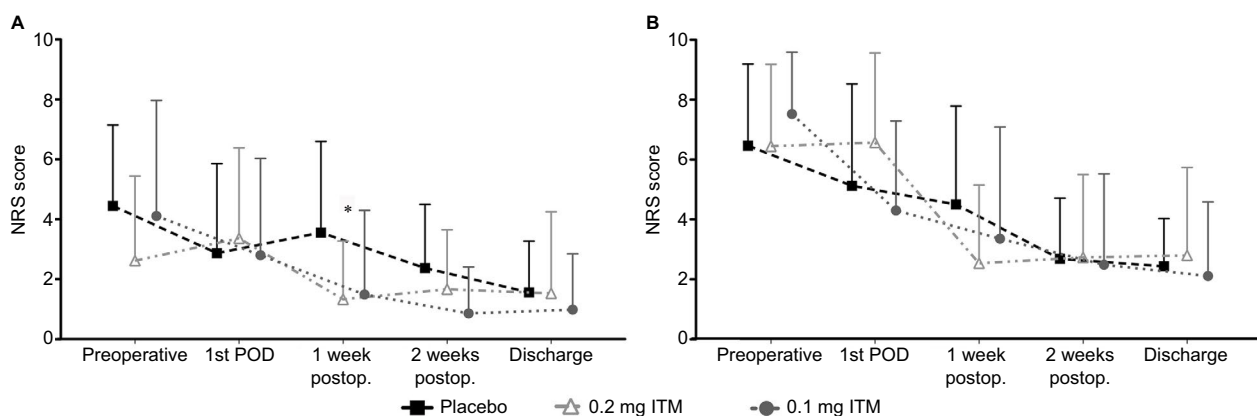 A
B
10
8
6
4
2
0
NRS score
*
Preoperative 1st POD 1 week postop. 2 weeks postop. Discharge
10
8
6
4
2
0
NRS score
Preoperative 1st POD 1 week postop. 2 weeks postop. Discharge
Placebo 0.2 mg ITM 0.1 mg ITM